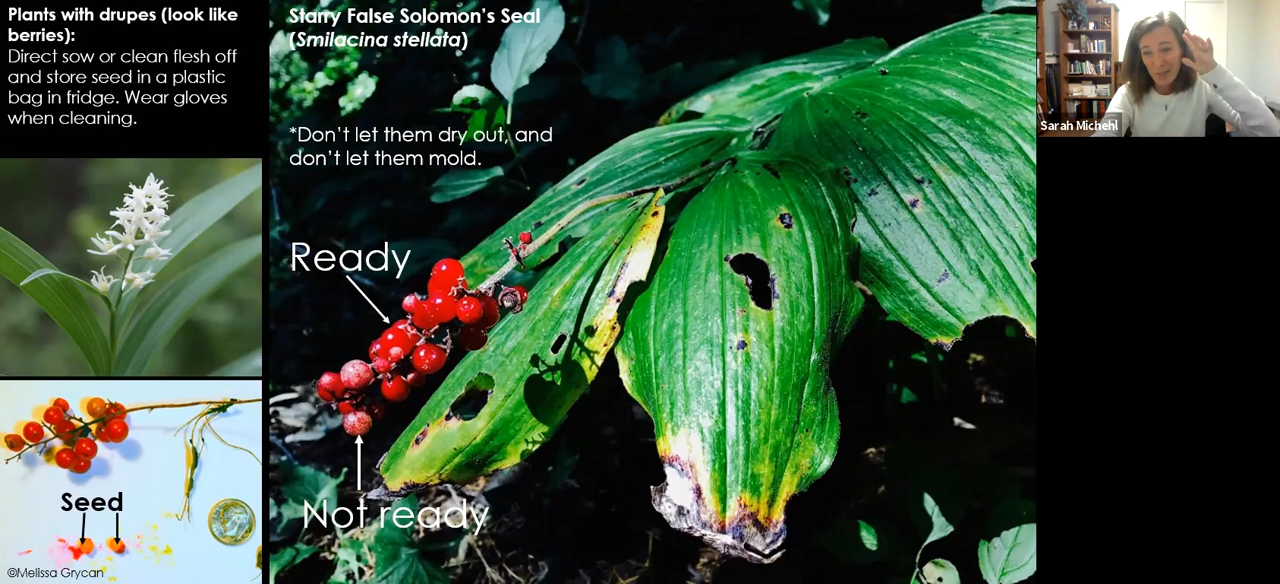 Plants with drupes (look like
berries):
Direct sow or clean flesh off
and store seed in a plastic
bag in fridge. Wear gloves
when cleaning.
Starry False Solomon's Seal
(Smilacina stellata)
*Don't let them dry out, and
don't let them mold.
Ready
Not ready
Seed
©Melissa Grycan
Sarah Michehl